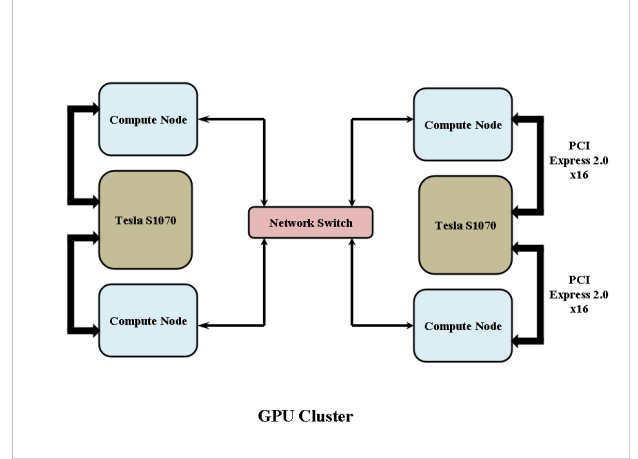 Compute Node
Compute Node
PCI
Express 2.0
x16
Tesla S1070
Network Switch
Tesla S1070
Compute Node
Compute Node
PCI
Express 2.0
x16
GPU Cluster